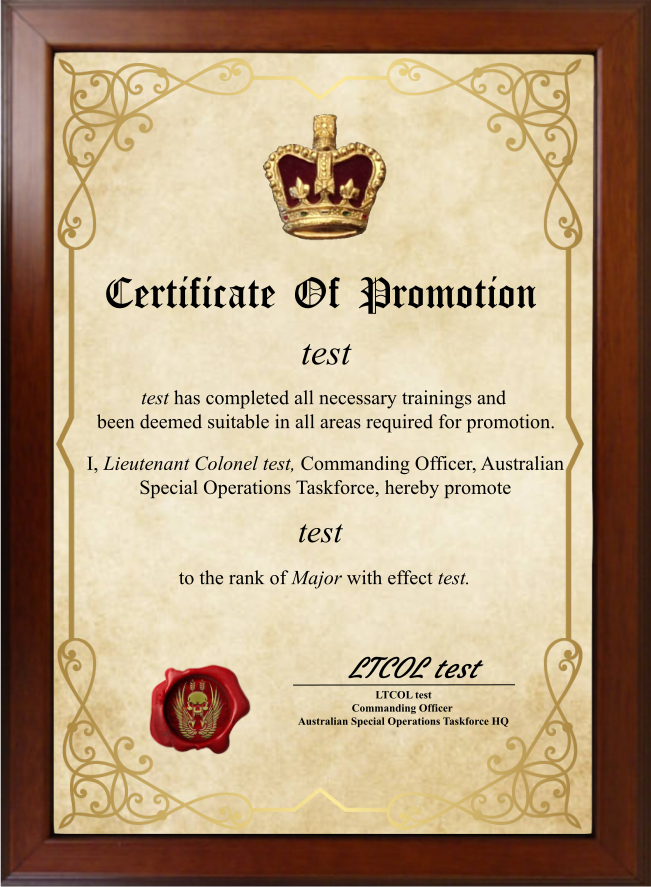 Certificate Of Promotion
test
test has completed all necessary trainings and
been deemed suitable in all areas required for promotion.
I, Lieutenant Colonel test, Commanding Officer, Australian
Special Operations Taskforce, hereby promote
test
to the rank of Major with effect test.
LTCOL test
LTCOL test
Commanding Officer
Australian Special Operations Taskforce HQ